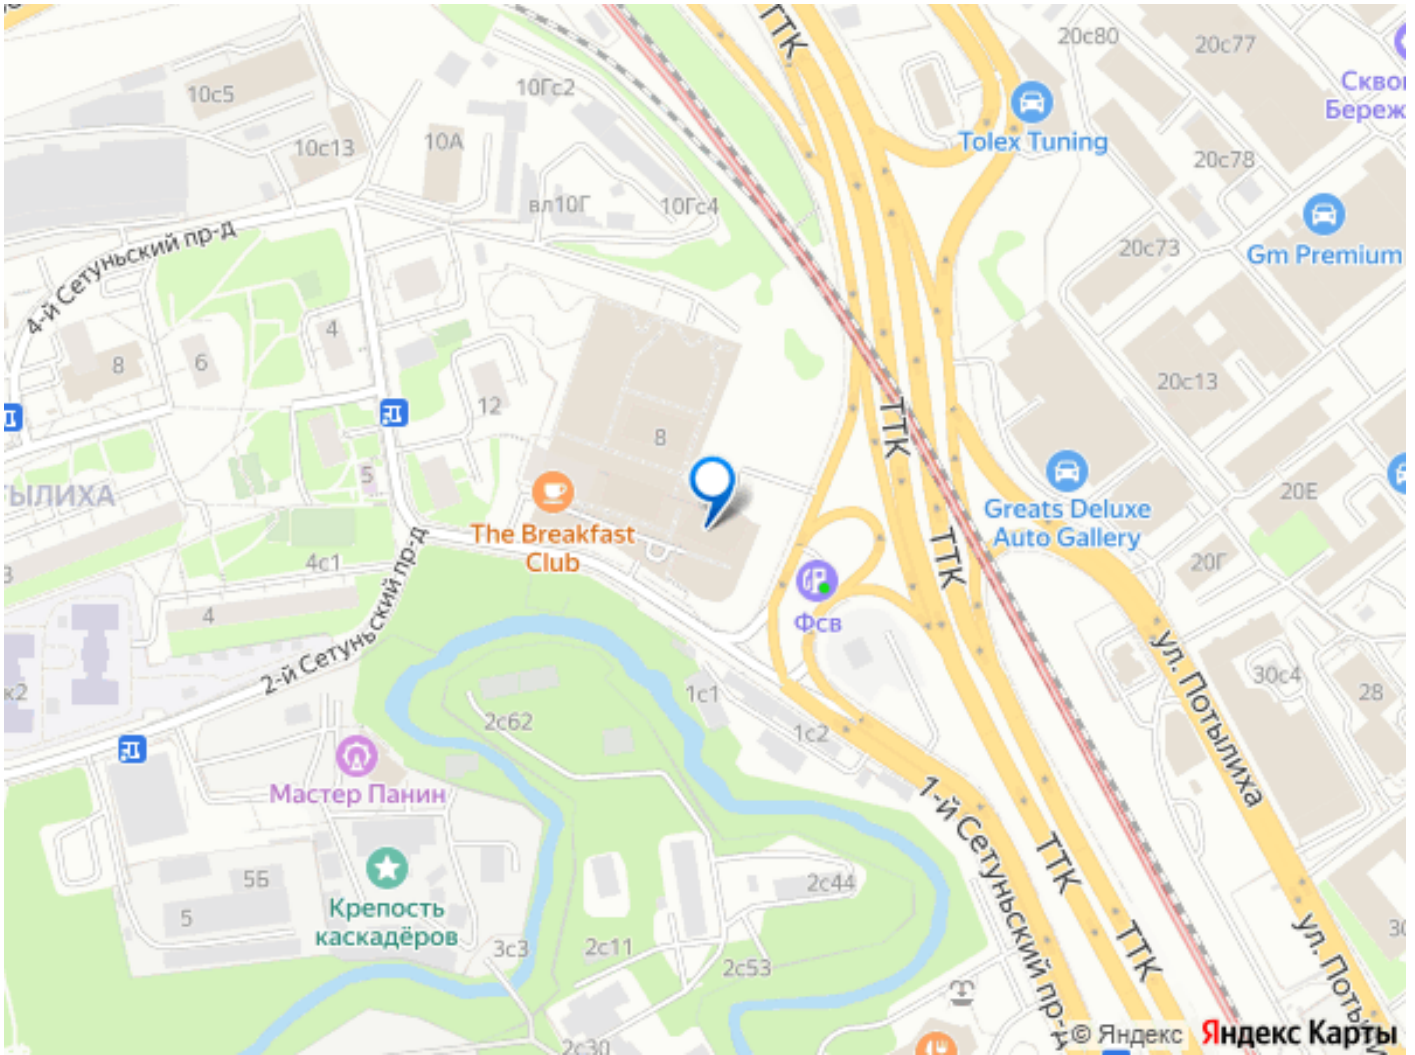 ТТК
20с80
20с77
Tolex Tuning
10с5
10Гс2
10с13
10А
вл10Г
10Гс4
20с78
20с73
Gm Premium
4-й Сетуньский пр-д
4
6
8
12
8
20с13
ТТК
5
The Breakfast
Club
Greats Deluxe
Auto Gallery
20Е
20Г
4с1
4
2-й Сетуньский пр-д
ТТК
Фсв
ул. Потылиха
30с4
28
к2
1с1
2с62
1с2
Мастер Панин
1-й Сетуньский пр-д
ТТК
5Б
5
Крепость
каскадёров
3с3
2с11
2с44
2с53
2с30
ТТК
© Яндекс
Яндекс Карты